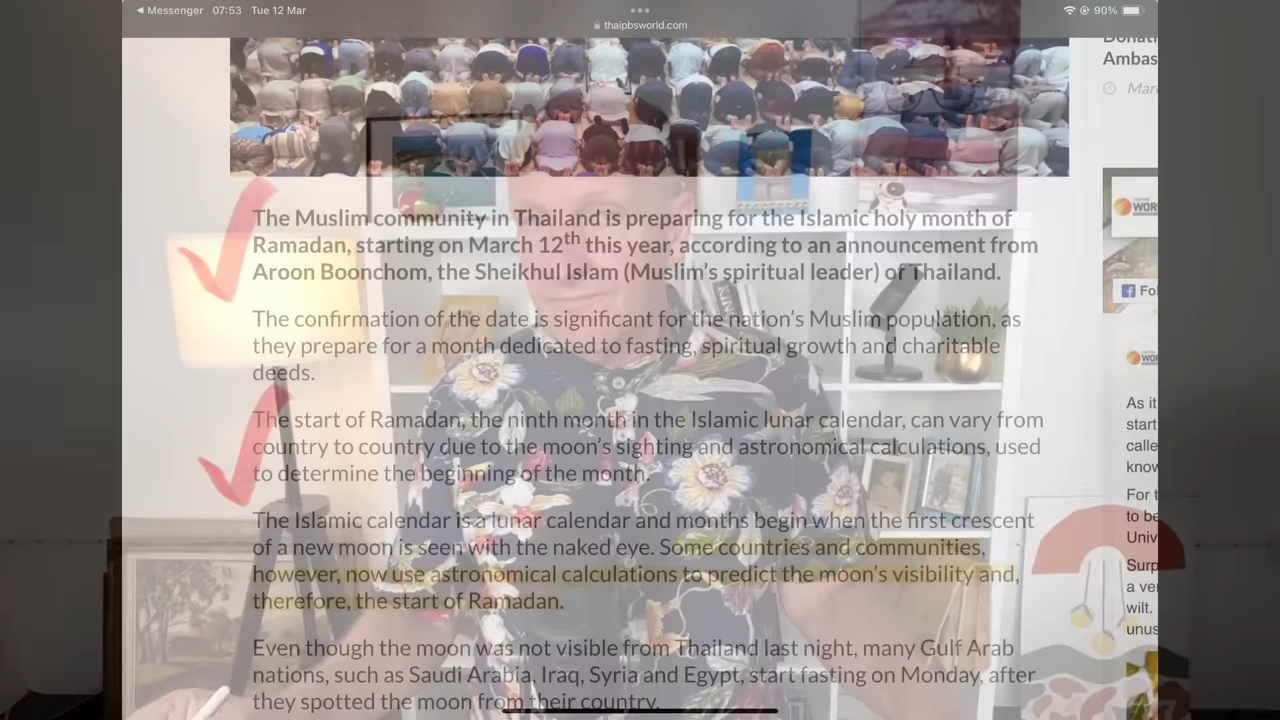 Messenger 07:53 Tue 12 Mar
90%
thaipbsworld.com
The Muslim community in Thailand is preparing for the Islamic holy month of
Ramadan, starting on March 12th this year, according to an announcement from
Aroon Boonchom, the Sheikhul Islam (Muslim's spiritual leader) of Thailand.
The confirmation of the date is significant for the nation's Muslim population, as
they prepare for a month dedicated to fasting, spiritual growth and charitable
deeds.
The start of Ramadan, the ninth month in the Islamic lunar calendar, can vary from
country to country due to the moon's sighting and astronomical calculations, used
to determine the beginning of the month.
The Islamic calendar is a lunar calendar and months begin when the first crescent
of a new moon is seen with the naked eye. Some countries and communities,
however, now use astronomical calculations to predict the moon's visibility and,
therefore, the start of Ramadan.
Even though the moon was not visible from Thailand last night, many Gulf Arab
nations, such as Saudi Arabia, Iraq, Syria and Egypt, start fasting on Monday, after
they spotted the moon from their country.
Ambas
WOR
Fol
WOR
As it
start
calle
know
For t
to be
Univ
Surp
a ver
wilt.
unus